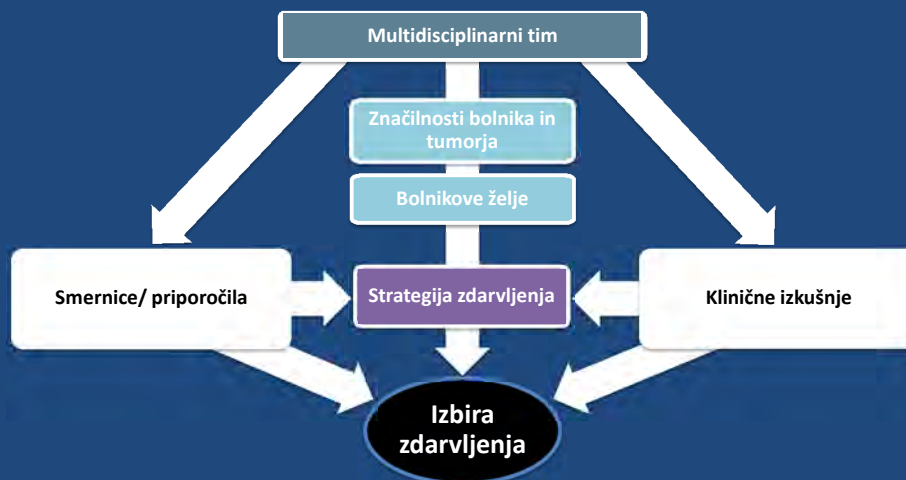 Multidisciplinarni tim
Značilnosti bolnika in
tumorja
Bolnikove želje
Smernice/ priporočila
Strategija zdarvljenja
Klinične izkušnje
Izbira
zdarvljenja